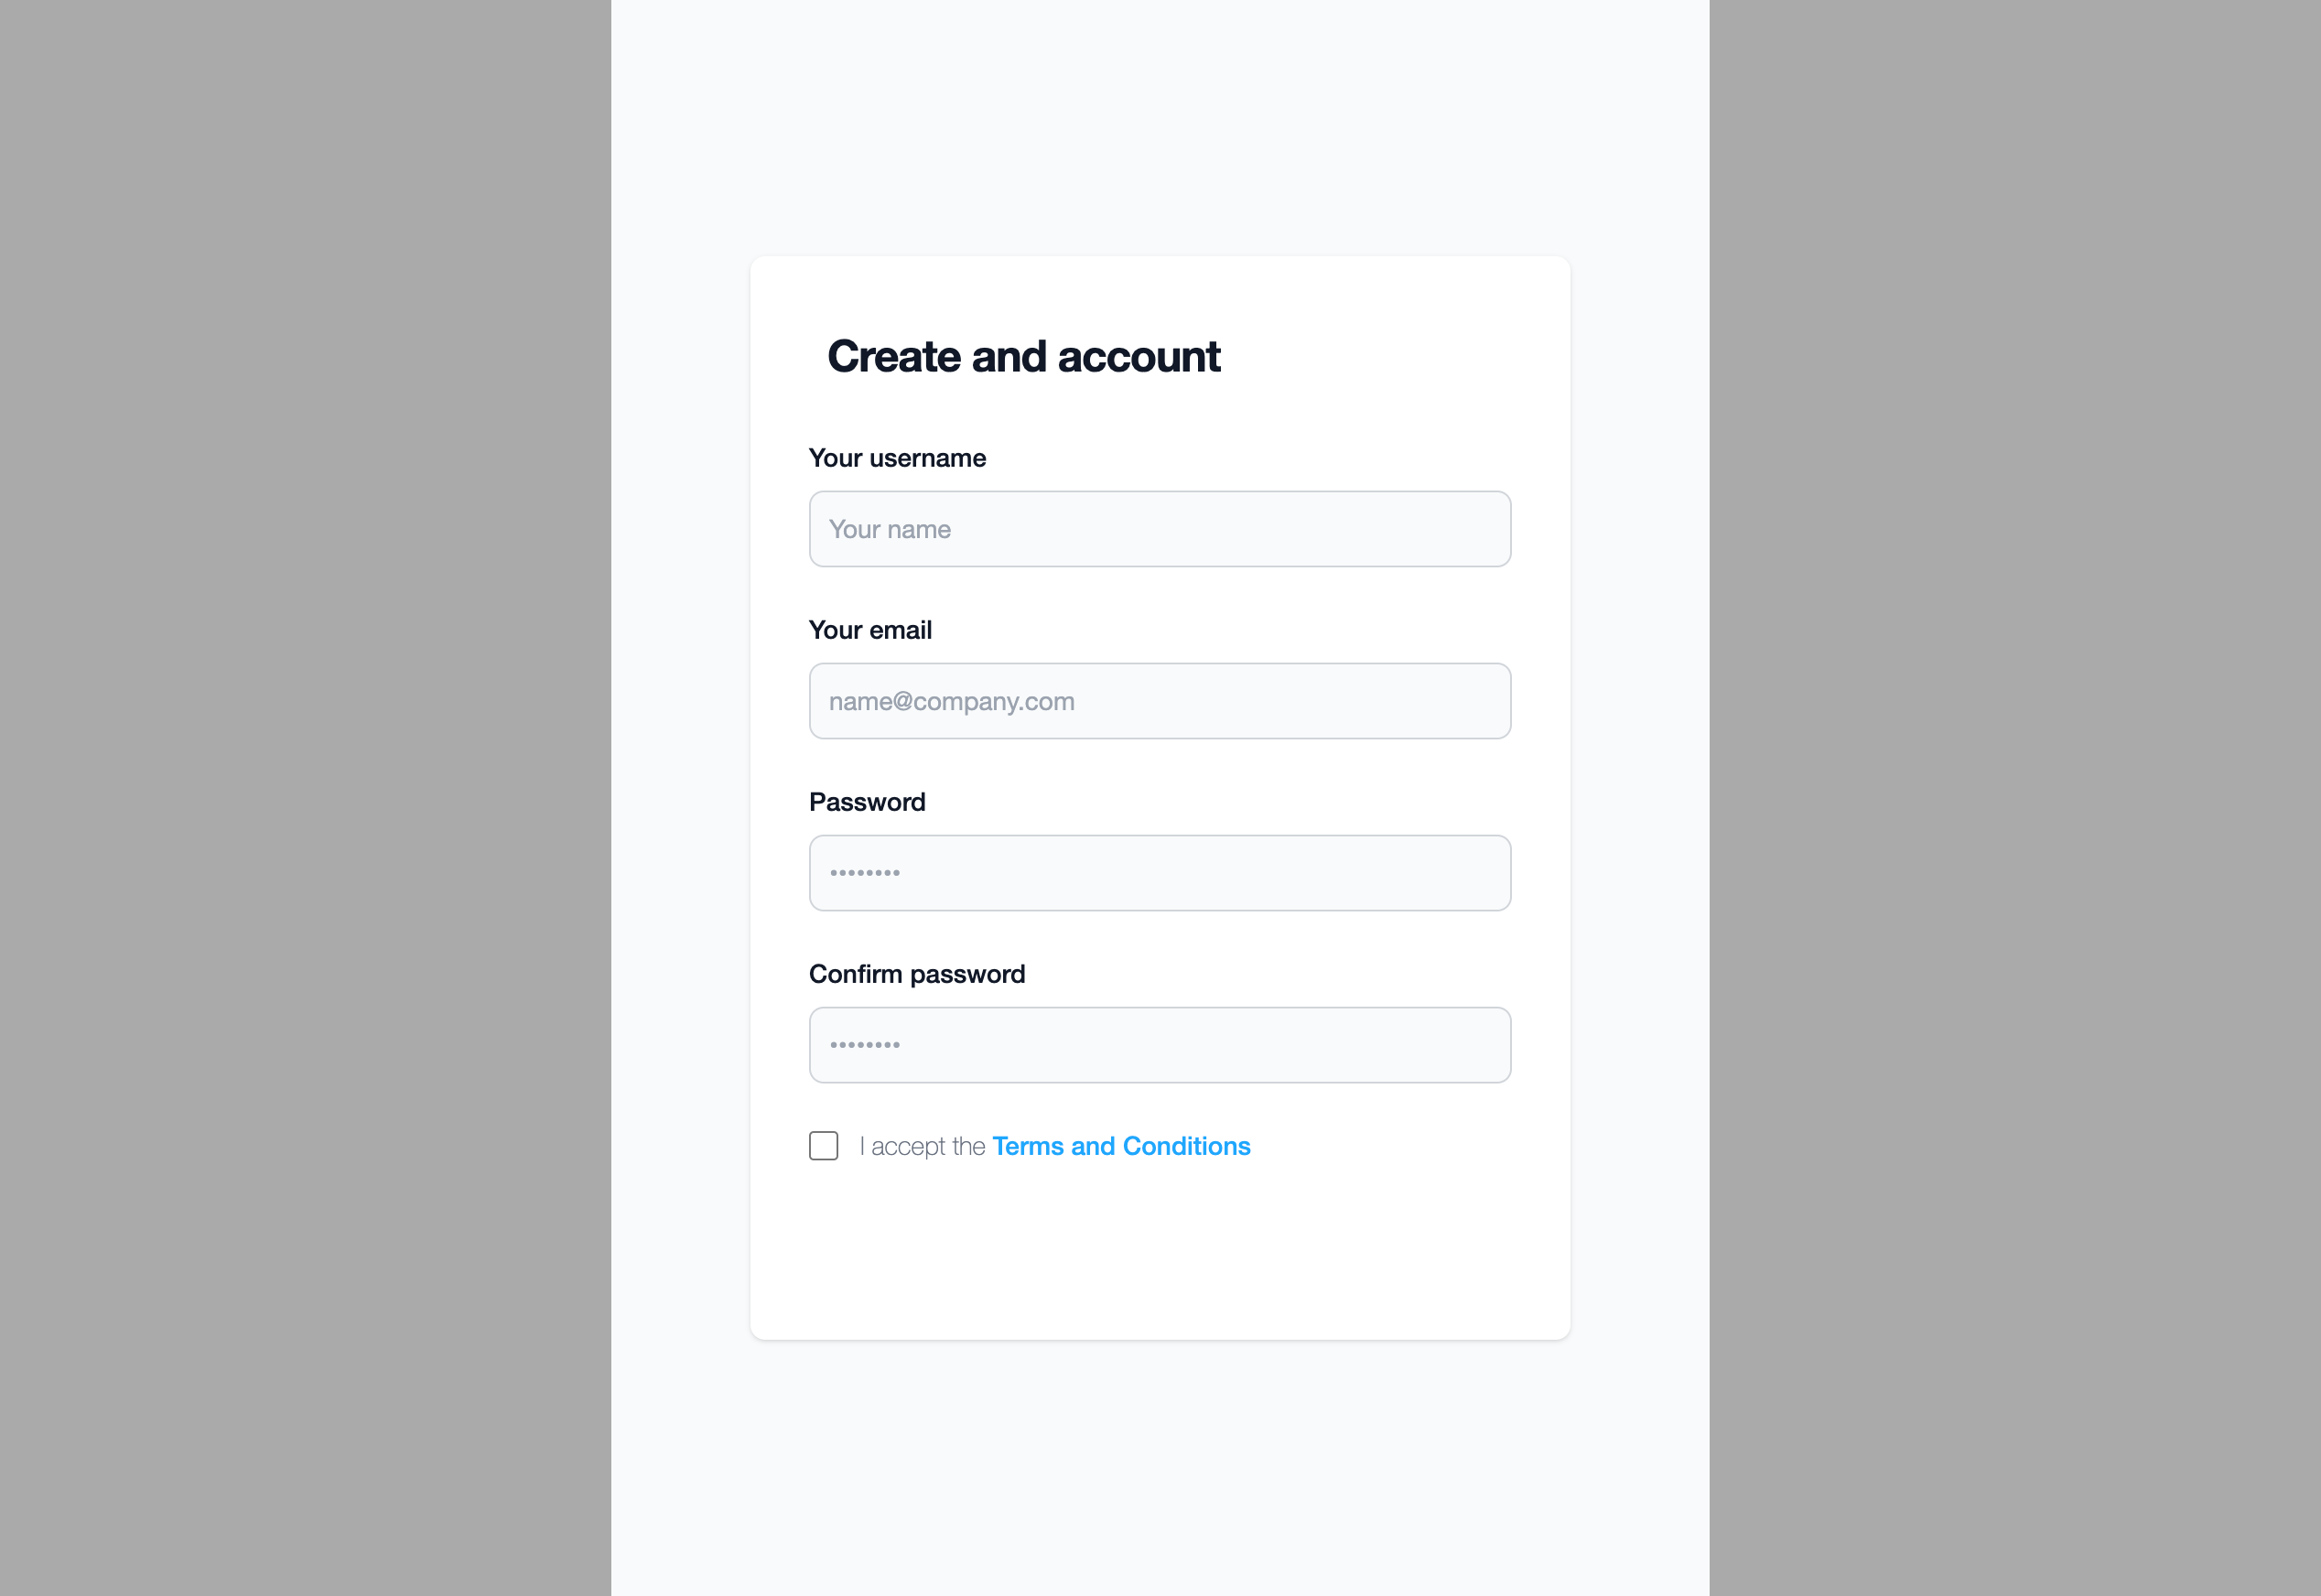 Create and account
Your username
Your name
Your email
name@company.com
Password
••••••••
Confirm password
••••••••
I accept the Terms and Conditions